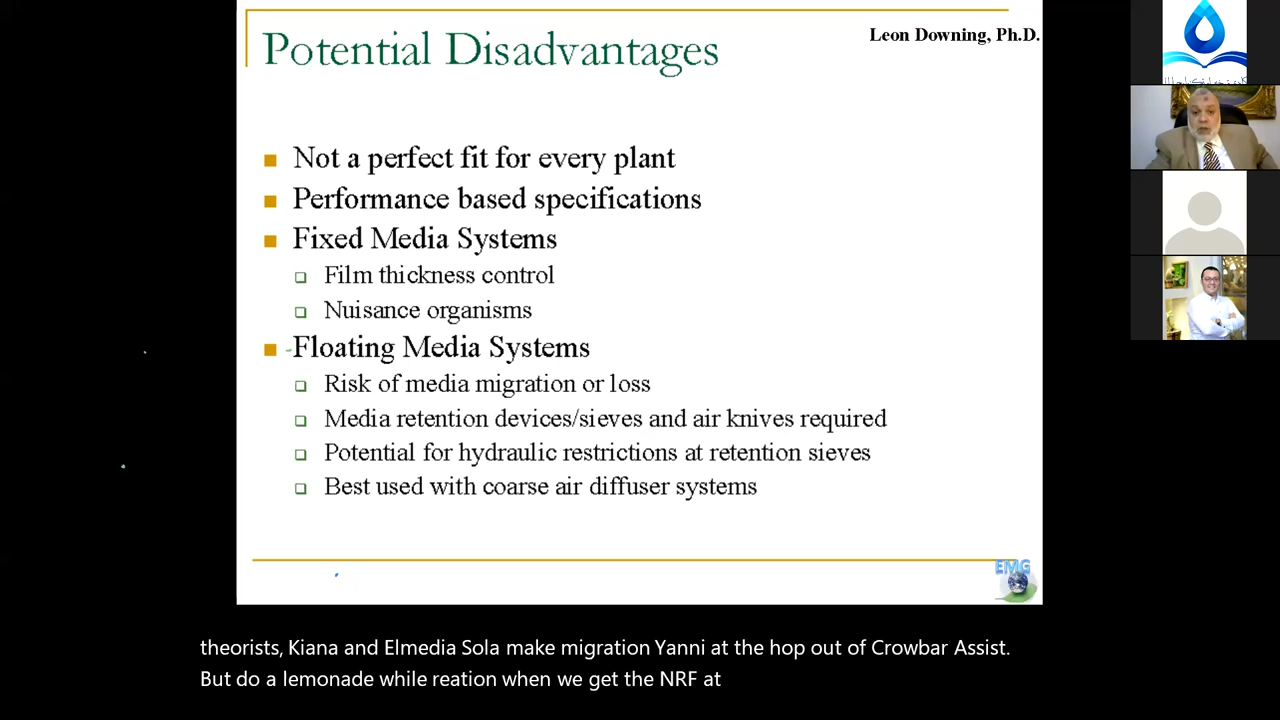 Potential Disadvantages
Leon Downing, Ph.D.
Not a perfect fit for every plant
Performance based specifications
Fixed Media Systems
Film thickness control
Nuisance organisms
Floating Media Systems
Risk of media migration or loss
Media retention devices/sieves and air knives required
Potential for hydraulic restrictions at retention sieves
Best used with coarse air diffuser systems
EMG
theorists, Kiana and Elmedia Sola make migration Yanni at the hop out of Crowbar Assist.
But do a lemonade while reation when we get the NRF at